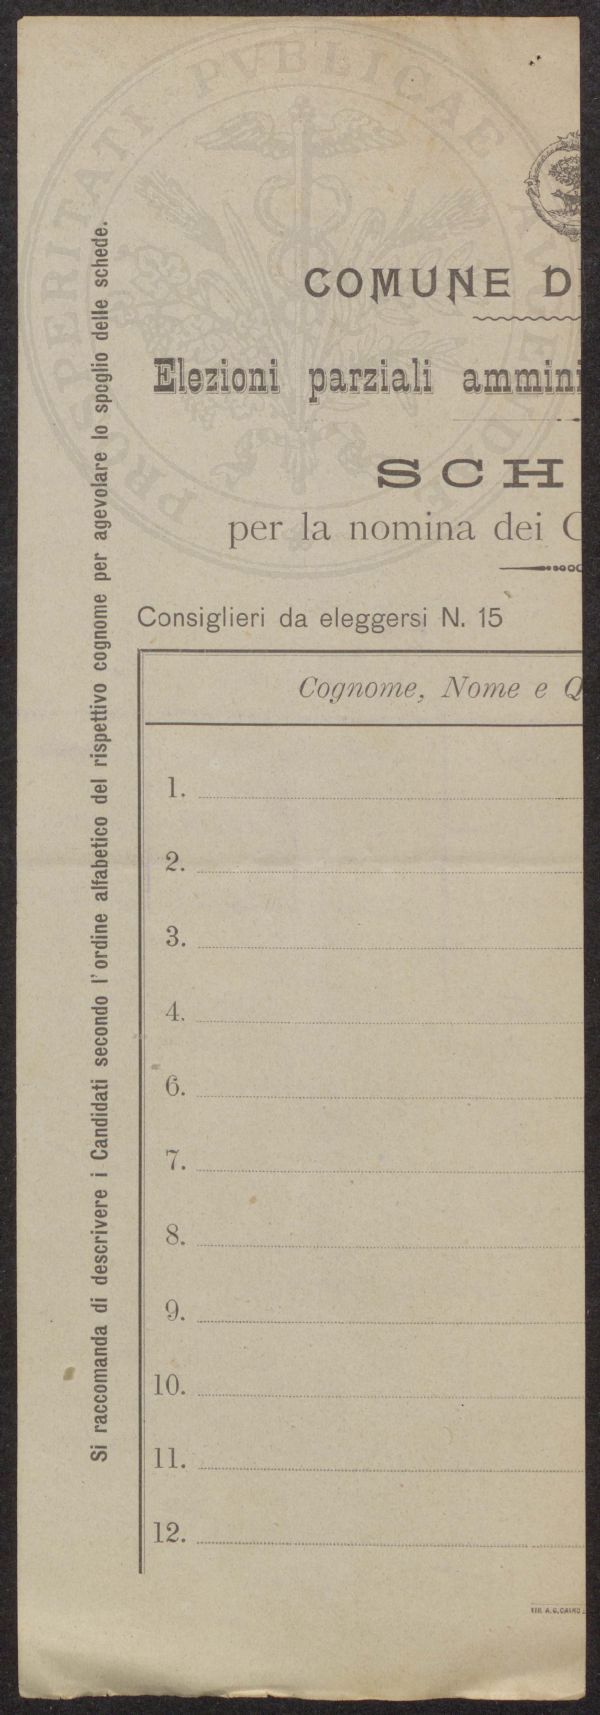 PROSPERITATI PVBLICAE
COMUNE D
Elezioni parziali ammini
SCH
per la nomina dei C
Consiglieri da eleggersi N. 15
Cognome, Nome e Q
1.
2.
3.
4.
6.
7.
8.
9.
10.
11.
12.
Si raccomanda di descrivere i Candidati secondo l'ordine alfabetico del rispettivo cognome per agevolare lo spoglio delle schede.